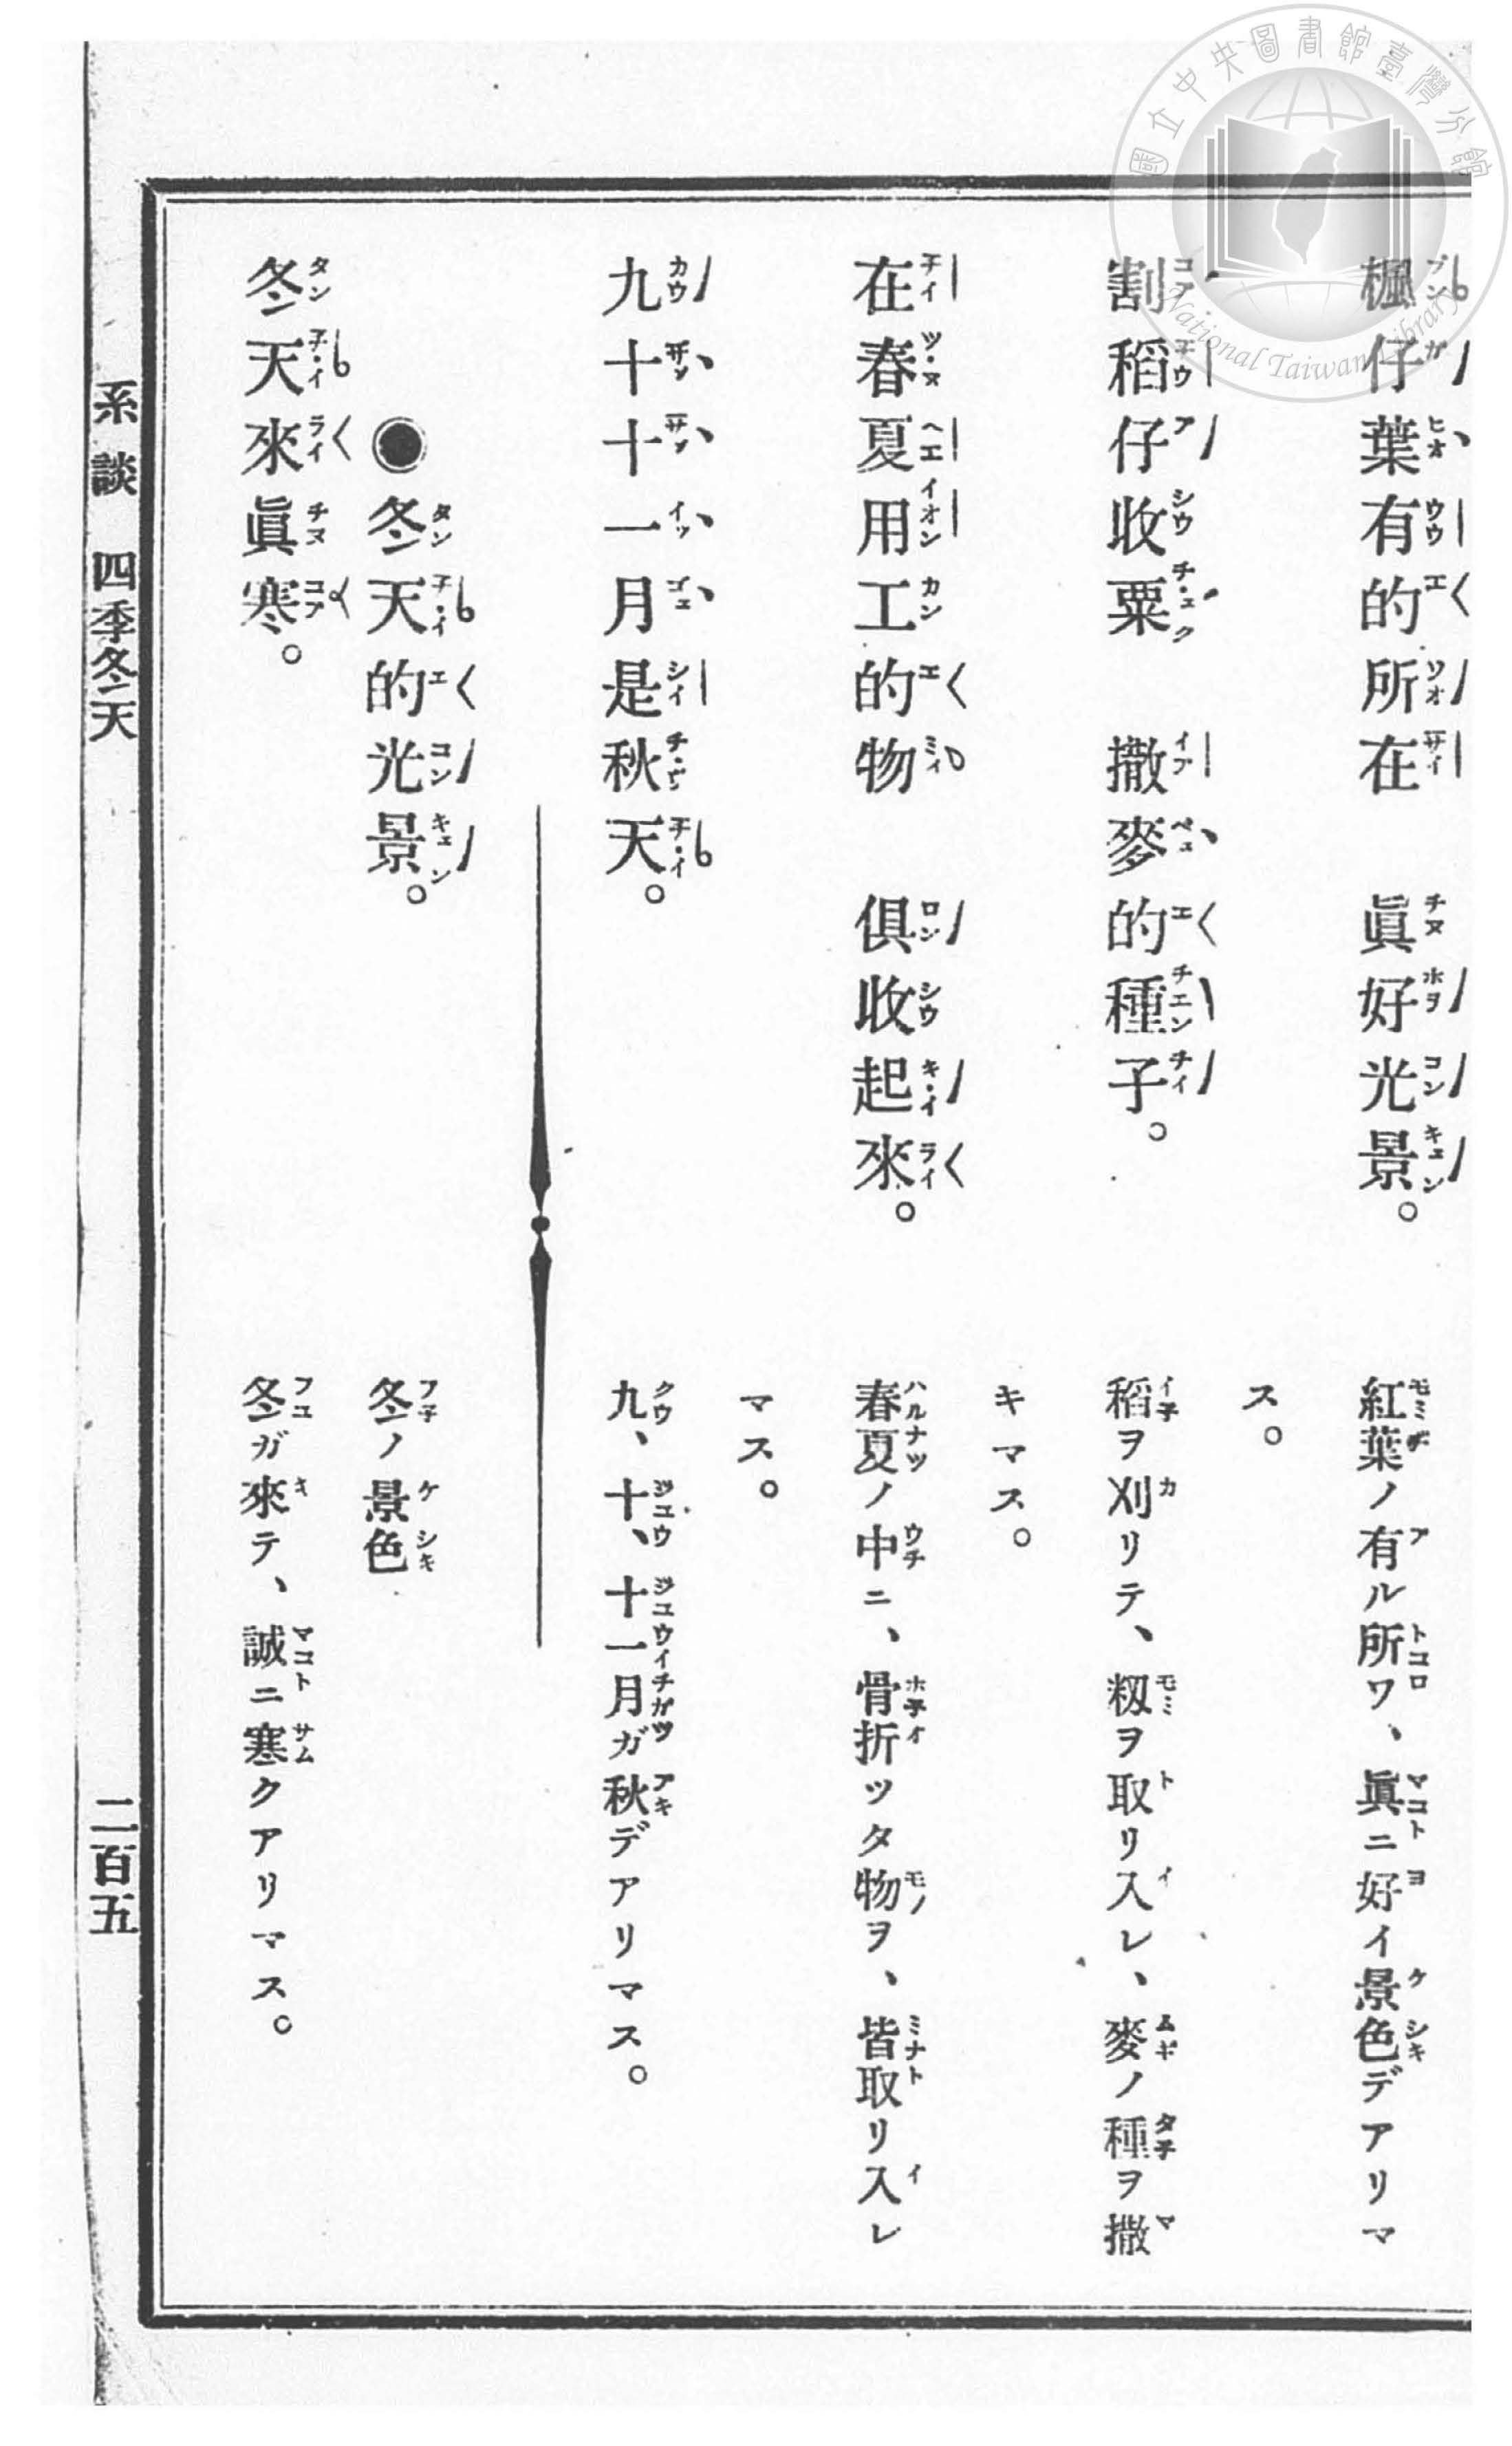 楓仔葉有的所在　眞好光景。
紅葉ノ有ル所ワ、眞ニ好イ景色デアリマ
ス。
割稻仔收粟　撒麥的種子。
稻ヲ刈リテ、籾ヲ取リ入レ、麥ノ種ヲ撒
キマス。
在春夏用工的物　俱收起來。
春夏ノ中ニ、骨折ッタ物ヲ、皆取リ入レ
マス。
九十十一月是秋天。
九、十、十一月ガ秋デアリマス。
●冬天的光景。
冬ノ景色
冬天來眞寒。
冬ガ來テ、誠ニ寒クアリマス。
系談　四季冬天
二百五
國立中央圖書館臺灣分館
National Taiwan Library